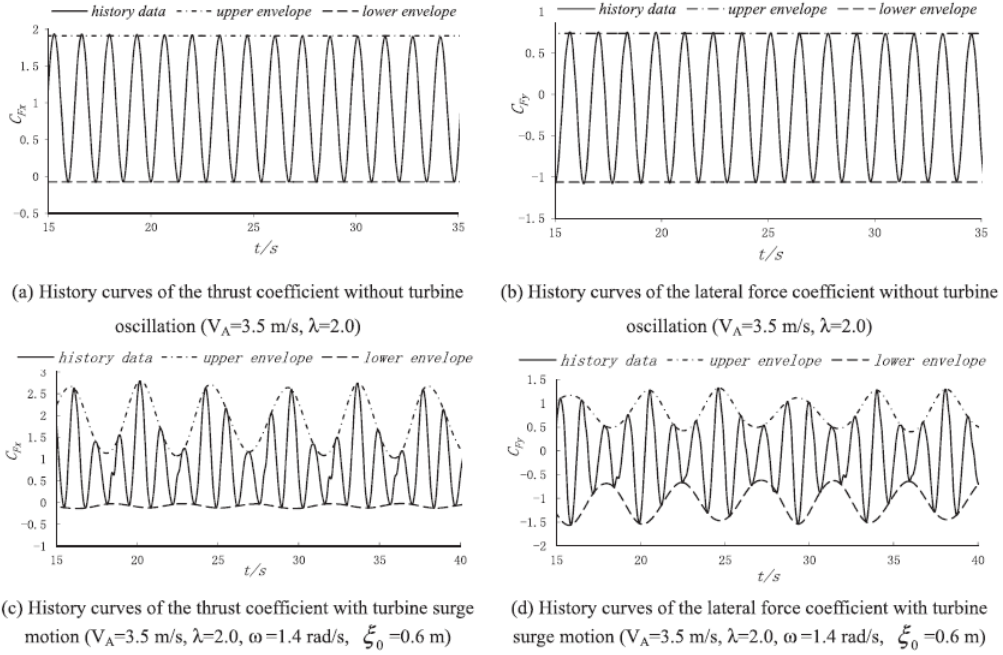 history data upper envelope lower envelope
2
1.5
1
0.5
0
-0.5
C_Fx
15 20 25 30 35
t/s
(a) History curves of the thrust coefficient without turbine
oscillation (V_A=3.5 m/s, λ=2.0)
history data upper envelope lower envelope
1
0.5
0
-0.5
-1
-1.5
C_Fy
15 20 25 30 35
t/s
(b) History curves of the lateral force coefficient without turbine
oscillation (V_A=3.5 m/s, λ=2.0)
history data upper envelope lower envelope
3
2.5
2
1.5
1
0.5
0
-0.5
-1
C_Fx
15 20 25 30 35 40
t/s
(c) History curves of the thrust coefficient with turbine surge
motion (V_A=3.5 m/s, λ=2.0, ω=1.4 rad/s, ξ_0=0.6 m)
history data upper envelope lower envelope
1.5
1
0.5
0
-0.5
-1
-1.5
-2
C_Fy
15 20 25 30 35 40
t/s
(d) History curves of the lateral force coefficient with turbine
surge motion (V_A=3.5 m/s, λ=2.0, ω=1.4 rad/s, ξ_0=0.6 m)